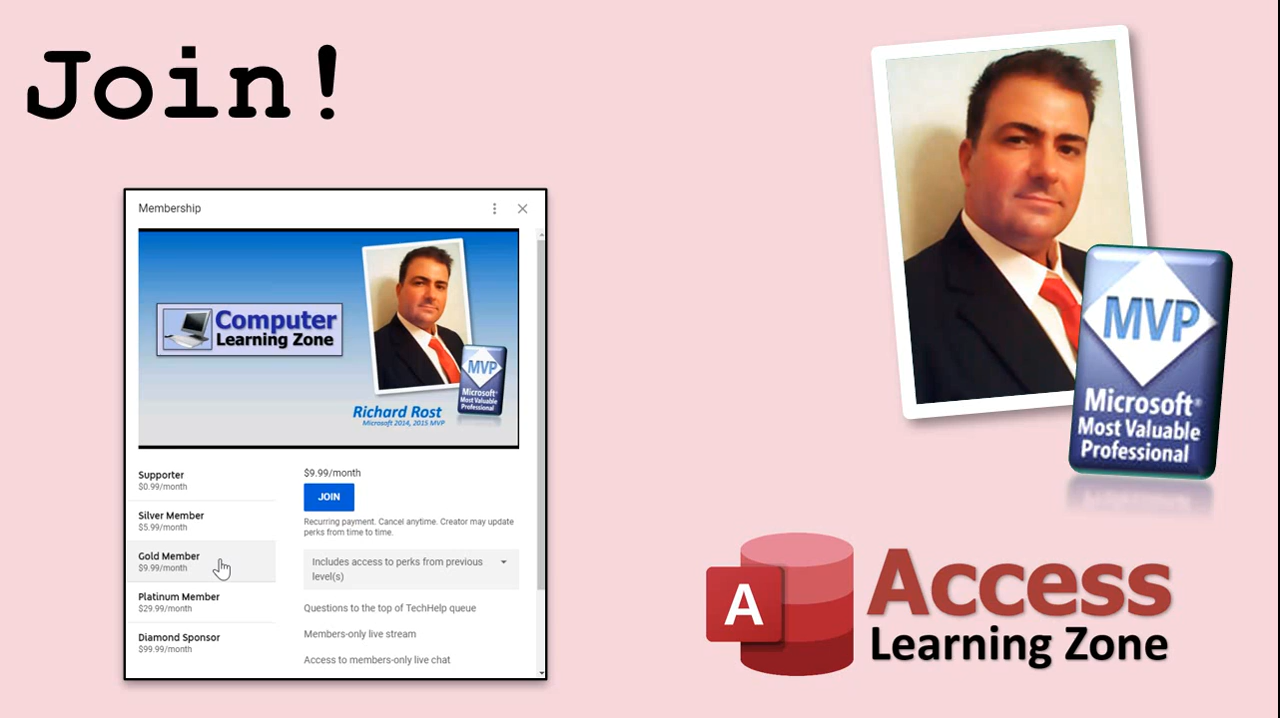 Join!
Membership
Computer
Learning Zone
MVP
Microsoft
Most Valuable
Professional
Richard Rost
Microsoft 2014, 2015 MVP
Supporter
$0.99/month
Silver Member
$5.99/month
Gold Member
$9.99/month
Platinum Member
$29.99/month
Diamond Sponsor
$99.99/month
$9.99/month
JOIN
Recurring payment. Cancel anytime. Creator may update
perks from time to time.
Includes access to perks from previous
level(s)
Questions to the top of TechHelp queue
Members-only live stream
Access to members-only live chat
MVP
Microsoft®
Most Valuable
Professional
A
Access
Learning Zone